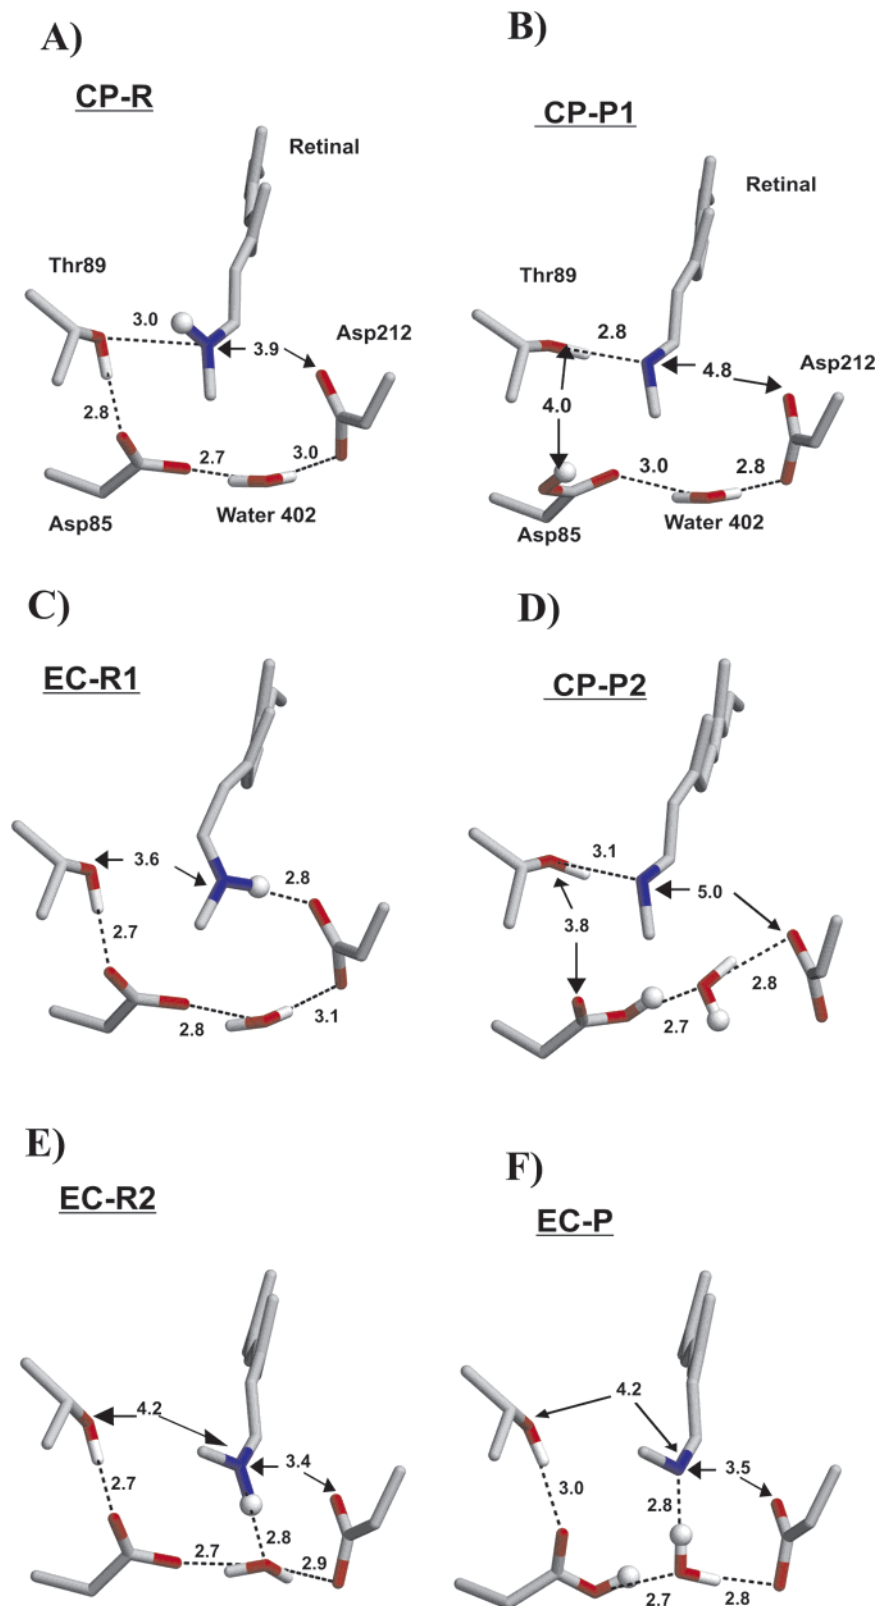 A)
CP-R
Retinal
Thr89
3.0
3.9
Asp212
2.8
2.7
3.0
Asp85
Water 402
B)
CP-P1
Retinal
Thr89
2.8
4.8
Asp212
4.0
3.0
2.8
Asp85
Water 402
C)
EC-R1
3.6
2.8
2.7
2.8
3.1
D)
CP-P2
3.1
5.0
3.8
2.8
2.7
E)
EC-R2
4.2
3.4
2.7
2.8
2.7
2.9
F)
EC-P
4.2
3.5
3.0
2.8
2.7
2.8